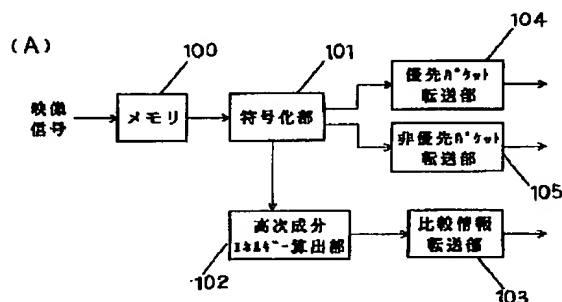 (A)
100
101
104
映像
信号
メモリ
符号化部
優先パケット
転送部
非優先パケット
転送部
105
高次成分
エネルギー算出部
102
比較情報
転送部
103